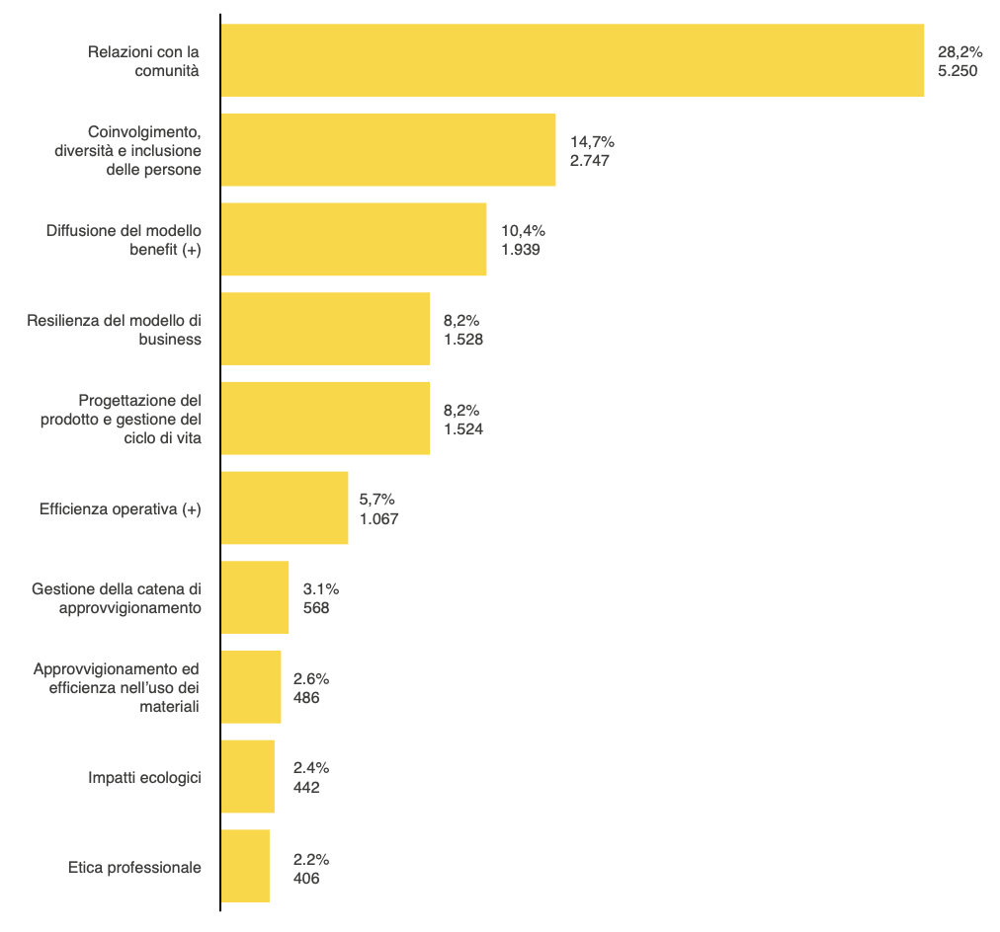 Relazioni con la
comunità
28,2%
5.250
Coinvolgimento,
diversità e inclusione
delle persone
14,7%
2.747
Diffusione del modello
benefit (+)
10,4%
1.939
Resilienza del modello di
business
8,2%
1.528
Progettazione del
prodotto e gestione del
ciclo di vita
8,2%
1.524
Efficienza operativa (+)
5,7%
1.067
Gestione della catena di
approvvigionamento
3.1%
568
Approvvigionamento ed
efficienza nell’uso dei
materiali
2.6%
486
Impatti ecologici
2.4%
442
Etica professionale
2.2%
406